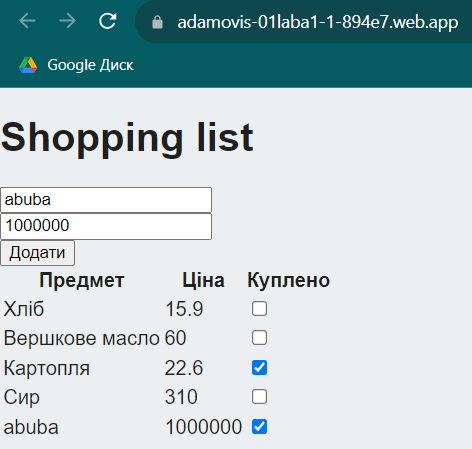 adamovis-01laba1-1-894e7.web.app
Google Диск
Shopping list
abuba
1000000
Додати
Предмет Ціна Куплено
Хліб 15.9
Вершкове масло 60
Картопля 22.6
Сир 310
abuba 1000000